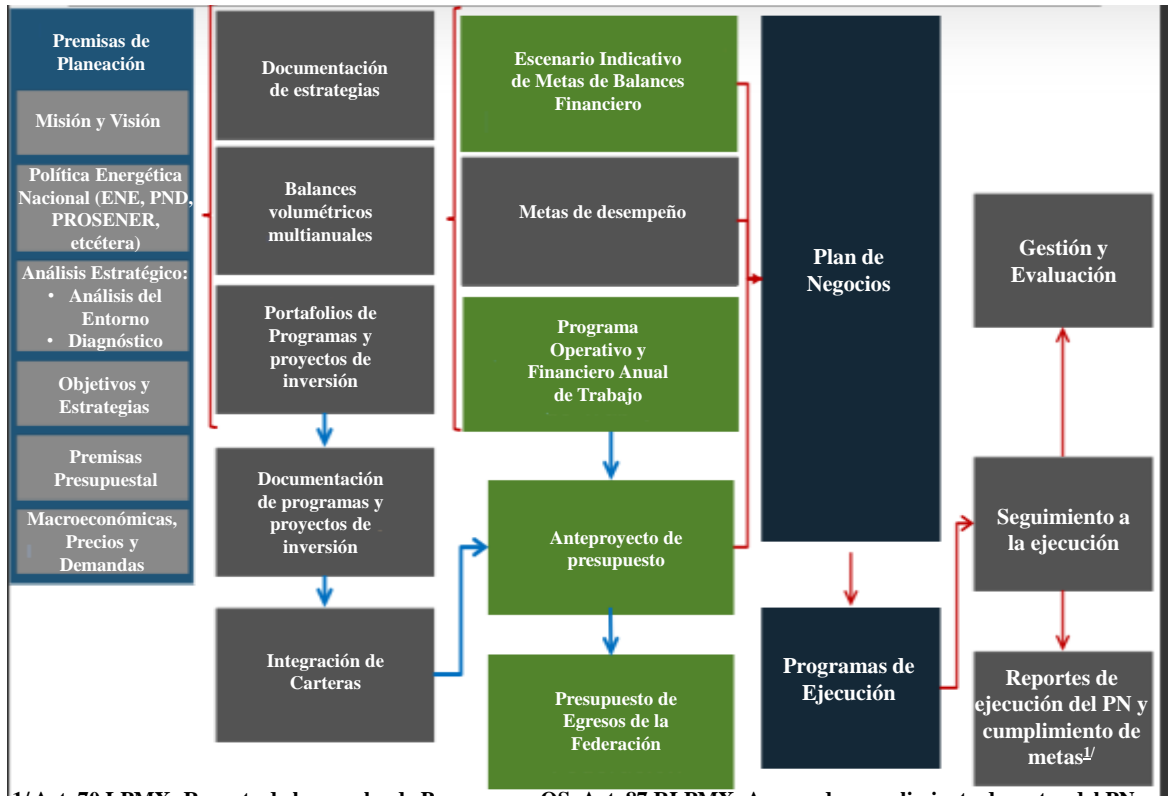 Premisas de
Planeación
Misión y Visión
Política Energética
Nacional (ENE, PND,
PROSENER,
etcétera)
Análisis Estratégico:
• Análisis del
Entorno
• Diagnóstico
Objetivos y
Estrategias
Premisas
Presupuestal
Macroeconómicas,
Precios y
Demandas
Documentación
de estrategias
Balances
volumétricos
multianuales
Portafolios de
Programas y
proyectos de
inversión
Documentación
de programas y
proyectos de
inversión
Integración de
Carteras
Escenario Indicativo
de Metas de Balances
Financiero
Metas de desempeño
Programa
Operativo y
Financiero Anual
de Trabajo
Anteproyecto de
presupuesto
Presupuesto de
Egresos de la
Federación
Plan de
Negocios
Programas de
Ejecución
Gestión y
Evaluación
Seguimiento a
la ejecución
Reportes de
ejecución del PN y
cumplimiento de
metas1/